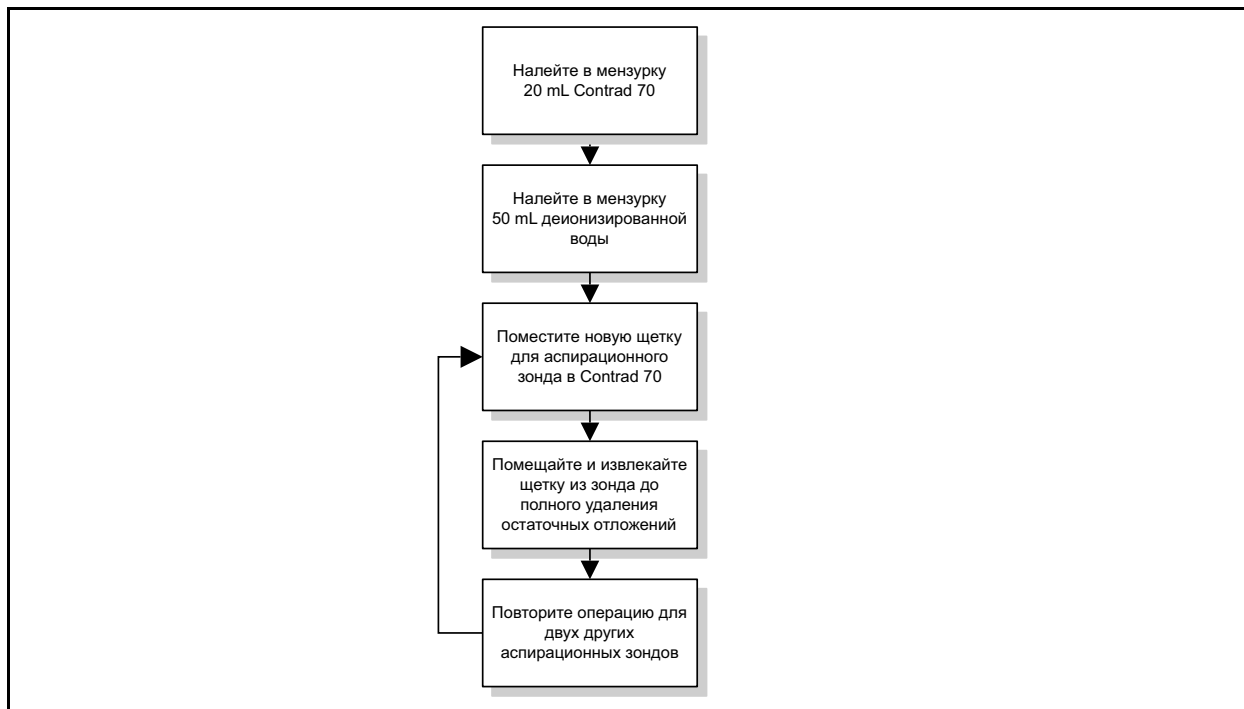 Налейте в мензурку
20 mL Contrad 70
Налейте в мензурку
50 mL деионизированной
воды
Поместите новую щетку
для аспирационного
зонда в Contrad 70
Помещайте и извлекайте
щетку из зонда до
полного удаления
остаточных отложений
Повторите операцию для
двух других
аспирационных зондов